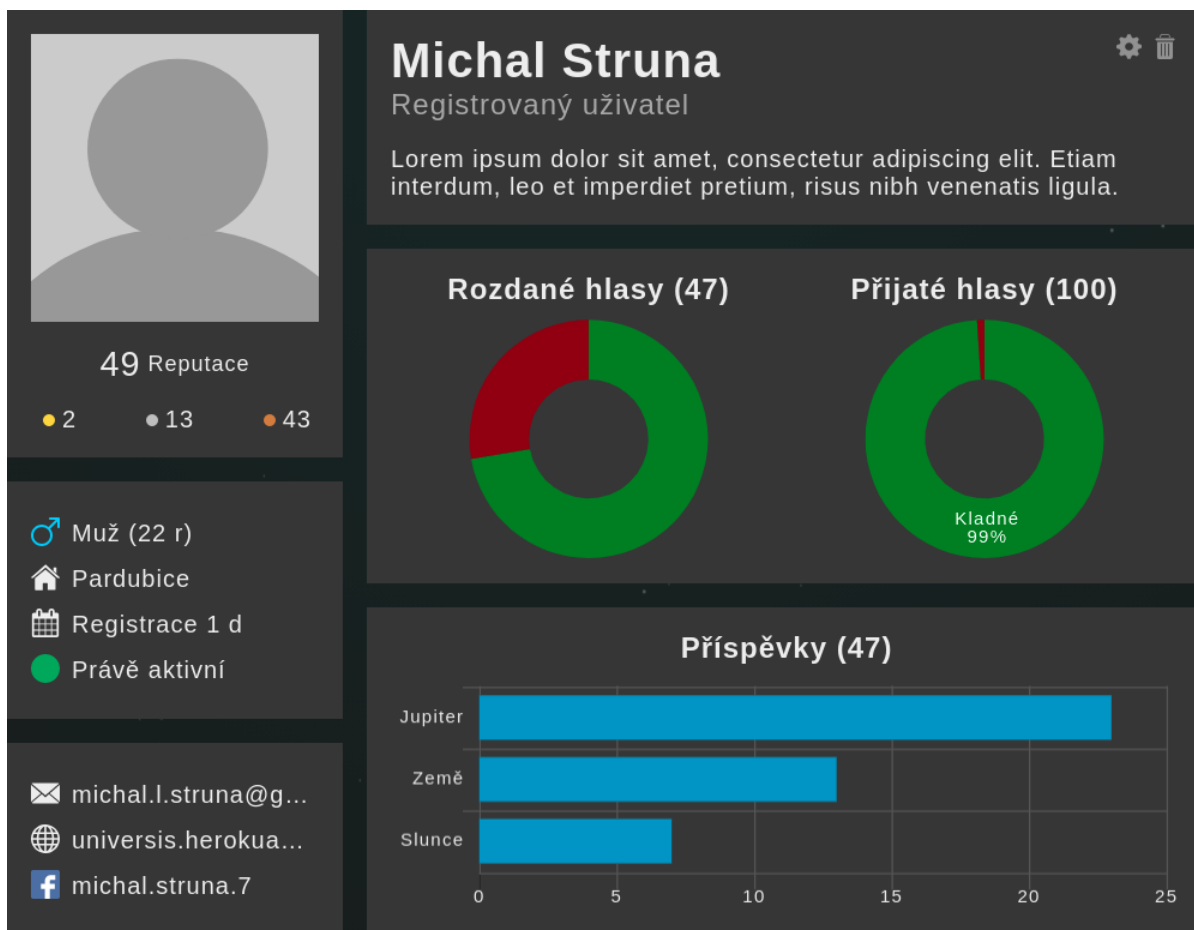 49 Reputace
2
13
43
Muž (22 r)
Pardubice
Registrace 1 d
Právě aktivní
michal.l.struna@g...
universis.herokua...
michal.struna.7
Michal Struna
Registrovaný uživatel
Lorem ipsum dolor sit amet, consectetur adipiscing elit. Etiam
interdum, leo et imperdiet pretium, risus nibh venenatis ligula.
Rozdané hlasy (47)
Přijaté hlasy (100)
Kladné
99%
Příspěvky (47)
Jupiter
Země
Slunce
0 5 10 15 20 25